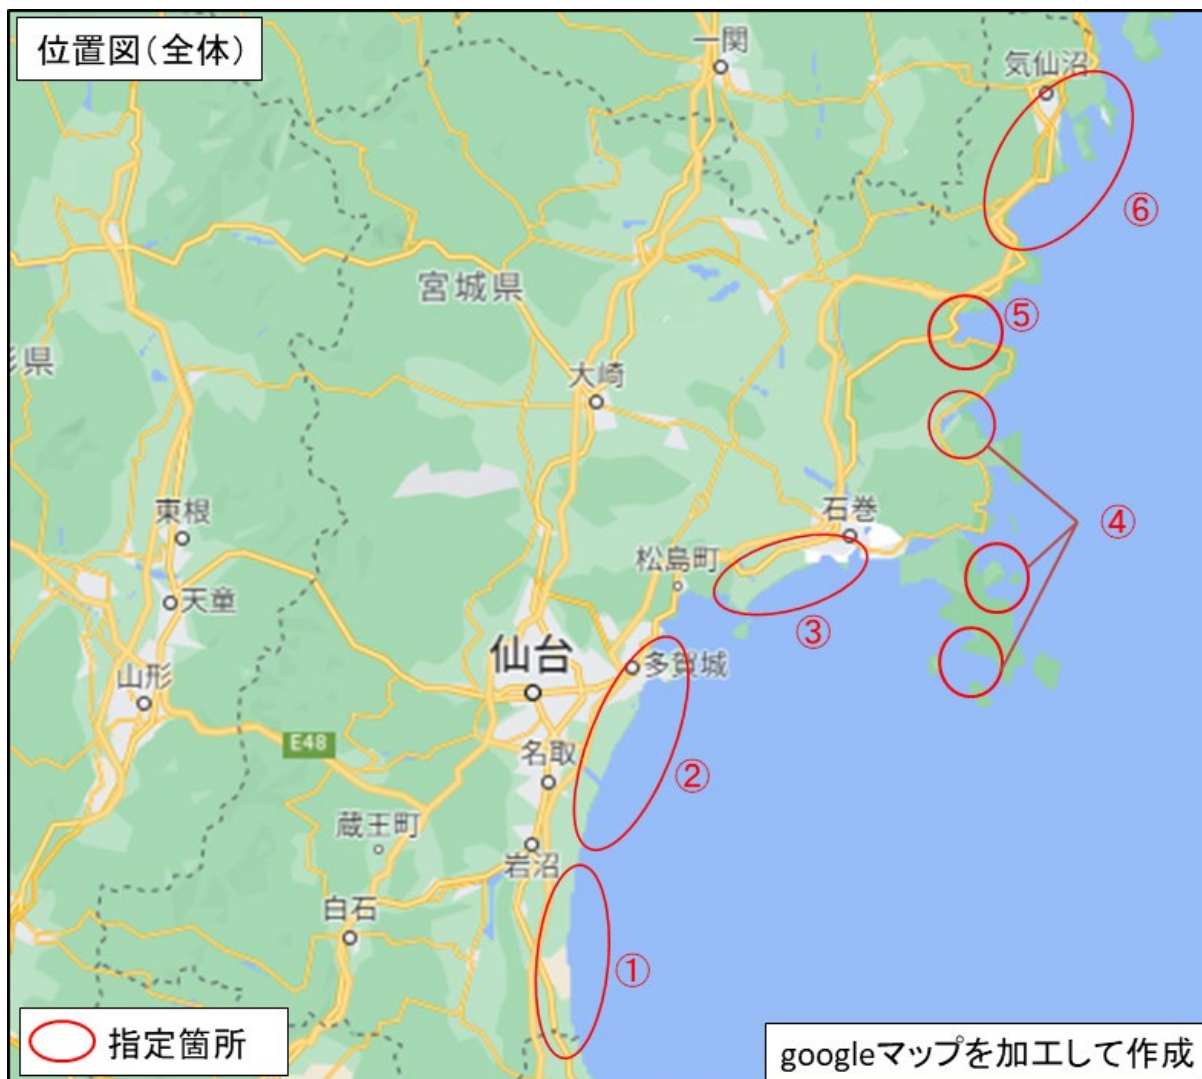 位置図(全体)
一関
気仙沼
⑥
宮城県
⑤
県
大崎
④
東根
石巻
松島町
天童
③
仙台
多賀城
山形
E48
名取
②
蔵王町
岩沼
白石
①
指定箇所
googleマップを加工して作成